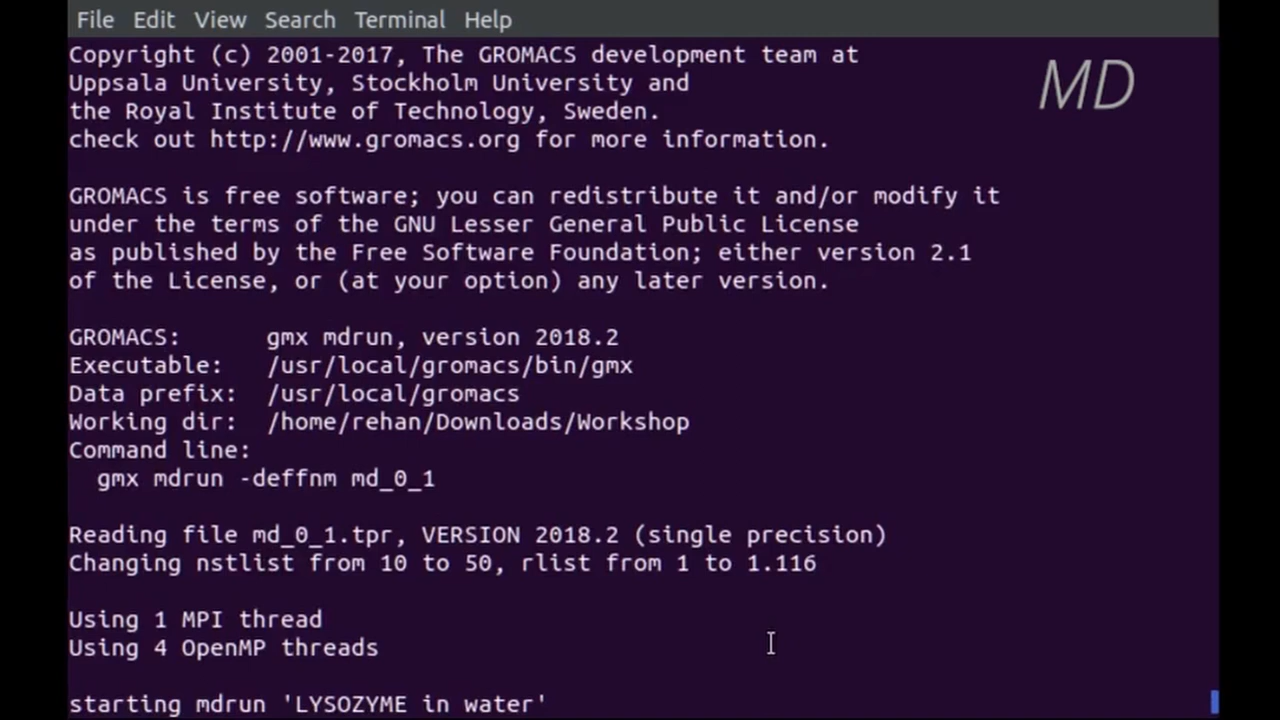 File Edit View Search Terminal Help
MD
Copyright (c) 2001-2017, The GROMACS development team at
Uppsala University, Stockholm University and
the Royal Institute of Technology, Sweden.
check out http://www.gromacs.org for more information.

GROMACS is free software; you can redistribute it and/or modify it
under the terms of the GNU Lesser General Public License
as published by the Free Software Foundation; either version 2.1
of the License, or (at your option) any later version.

GROMACS:      gmx mdrun, version 2018.2
Executable:   /usr/local/gromacs/bin/gmx
Data prefix:  /usr/local/gromacs
Working dir:  /home/rehan/Downloads/Workshop
Command line:
  gmx mdrun -deffnm md_0_1

Reading file md_0_1.tpr, VERSION 2018.2 (single precision)
Changing nstlist from 10 to 50, rlist from 1 to 1.116

Using 1 MPI thread
Using 4 OpenMP threads

starting mdrun 'LYSOZYME in water'